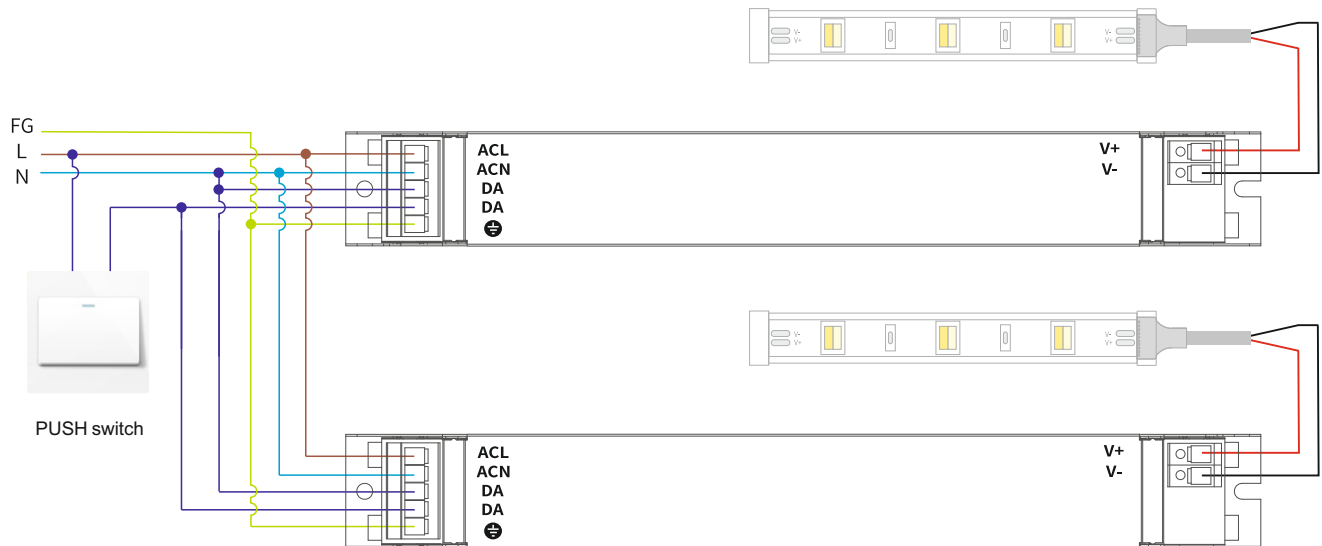 V-
V+
V-
V+
FG
L
N
ACL
ACN
DA
DA
V+
V-
PUSH switch
V-
V+
V-
V+
ACL
ACN
DA
DA
V+
V-